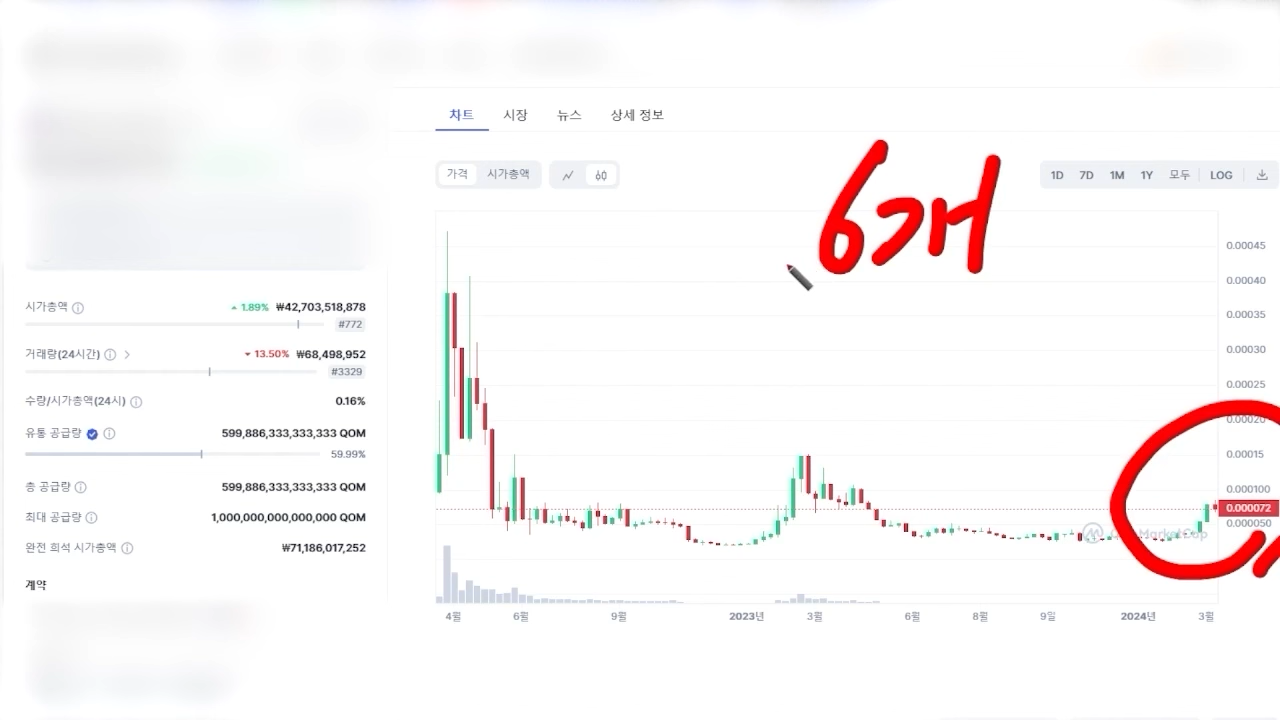 차트 시장 뉴스 상세 정보
가격 시가총액
1D 7D 1M 1Y 모두 LOG
6개
시가총액 1.89% ₩42,703,518,878
#772
거래량(24시간) 13.50% ₩68,498,952
#3329
수량/시가총액(24시) 0.16%
유통 공급량 599,886,333,333,333 QOM
59.99%
총 공급량 599,886,333,333,333 QOM
최대 공급량 1,000,000,000,000,000 QOM
완전 희석 시가총액 ₩71,186,017,252
계약
0.00045
0.00040
0.00035
0.00030
0.00025
0.00020
0.00015
0.000100
0.000072
0.000050
MarketCap
4월 6월 9월 2023년 3월 6월 8월 9일 2024년 3월